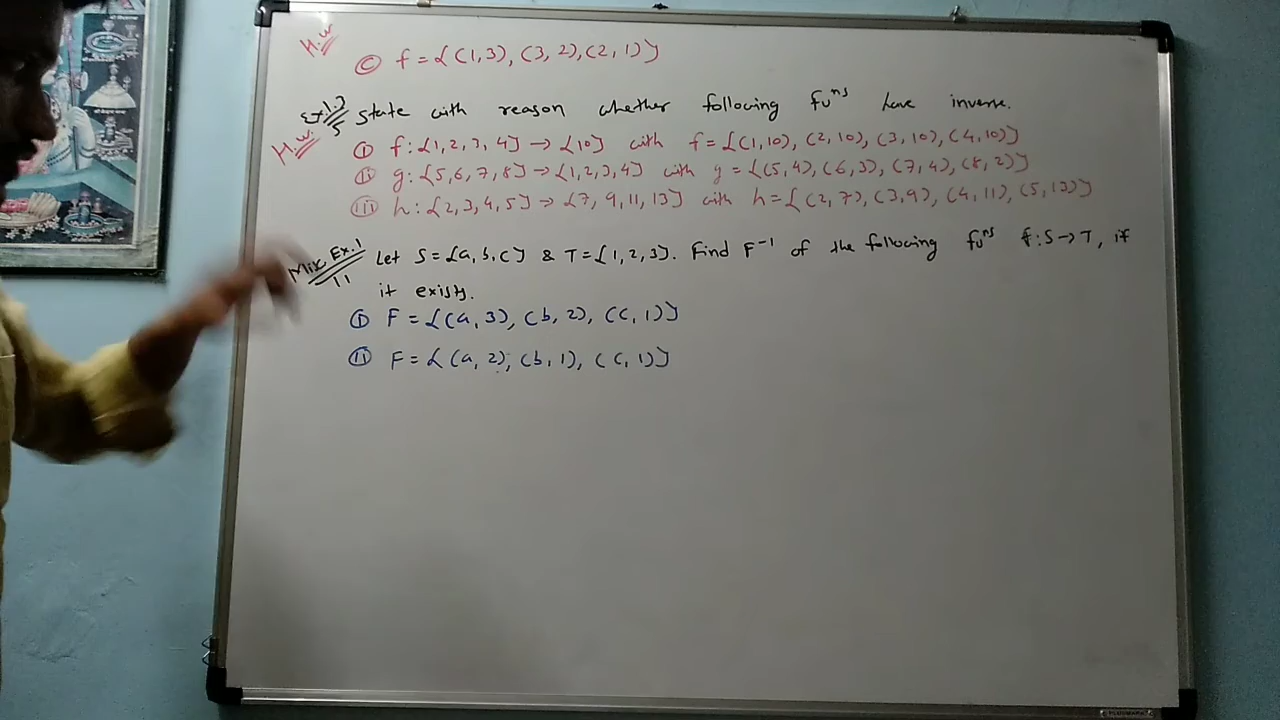 H.W
(c) f = {(1,3), (3, 2), (2, 1)}
Ex 1.2/5 State with reason whether following fuⁿˢ have inverse.
H.W. (i) f: {1, 2, 3, 4} → {10} with f = {(1,10), (2,10), (3,10), (4,10)}
(ii) g: {5,6,7,8} → {1,2,3,4} with g = {(5,4), (6,3), (7,4), (8,2)}
(iii) h: {2,3,4,5} → {7, 9, 11, 13} with h = {(2,7), (3,9), (4,11), (5,13)}
Mix. Ex. 1/11 Let S = {a, b, c} & T = {1, 2, 3}. Find F⁻¹ of the following fuⁿˢ f: S → T, if
it exists.
(i) F = {(a, 3), (b, 2), (c, 1)}
(ii) F = {(a, 2), (b, 1), (c, 1)}